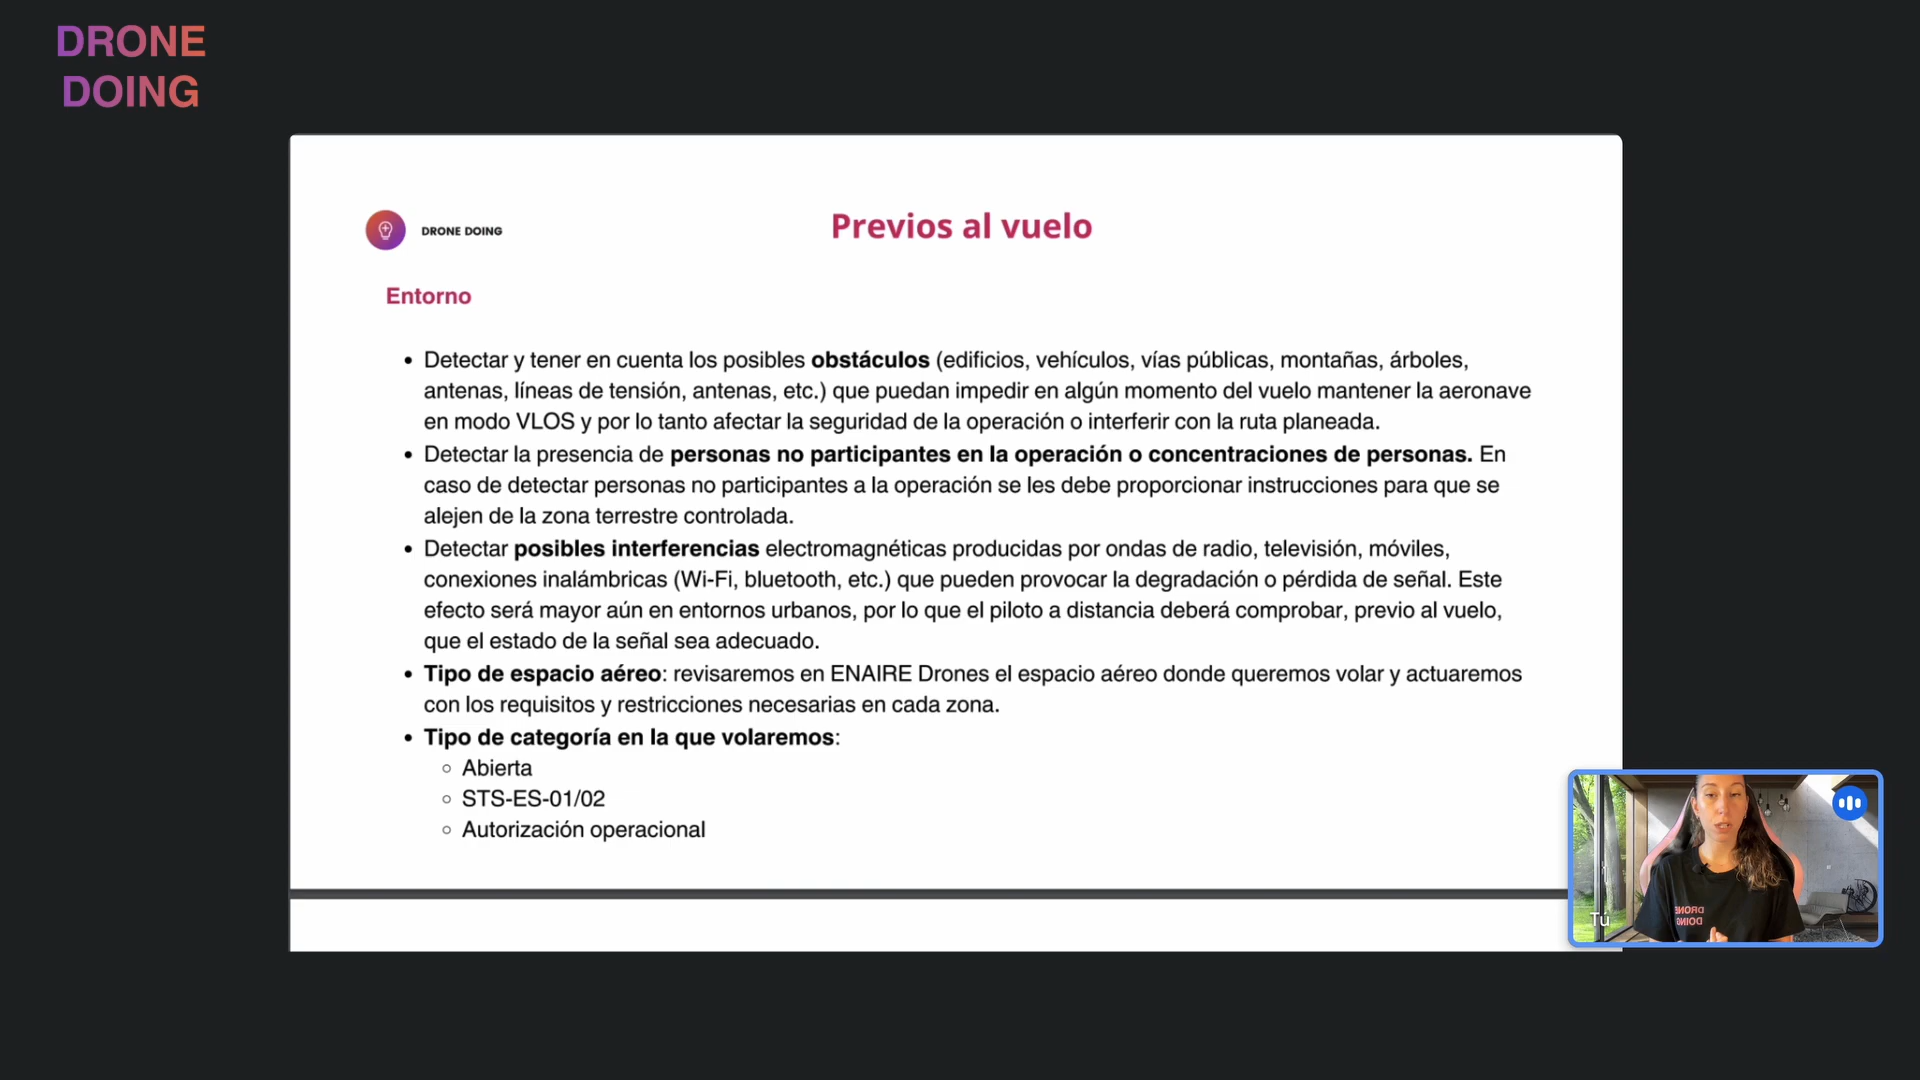 DRONE
DOING
DRONE DOING
Previos al vuelo
Entorno
• Detectar y tener en cuenta los posibles obstáculos (edificios, vehículos, vías públicas, montañas, árboles,
antenas, líneas de tensión, antenas, etc.) que puedan impedir en algún momento del vuelo mantener la aeronave
en modo VLOS y por lo tanto afectar la seguridad de la operación o interferir con la ruta planeada.
• Detectar la presencia de personas no participantes en la operación o concentraciones de personas. En
caso de detectar personas no participantes a la operación se les debe proporcionar instrucciones para que se
alejen de la zona terrestre controlada.
• Detectar posibles interferencias electromagnéticas producidas por ondas de radio, televisión, móviles,
conexiones inalámbricas (Wi-Fi, bluetooth, etc.) que pueden provocar la degradación o pérdida de señal. Este
efecto será mayor aún en entornos urbanos, por lo que el piloto a distancia deberá comprobar, previo al vuelo,
que el estado de la señal sea adecuado.
• Tipo de espacio aéreo: revisaremos en ENAIRE Drones el espacio aéreo donde queremos volar y actuaremos
con los requisitos y restricciones necesarias en cada zona.
• Tipo de categoría en la que volaremos:
○ Abierta
○ STS-ES-01/02
○ Autorización operacional
DRONE
DOING
Tú